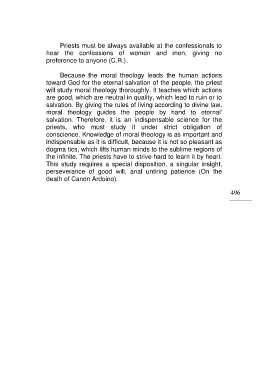 Priests must be always available at the confessionals to
hear the confessions of women and men, giving no
preference to anyone (C.R.).
Because the moral theology leads the human actions
toward God for the eternal salvation of the people, the priest
will study moral theology thoroughly. It teaches which actions
are good, which are neutral in quality, which lead to ruin or to
salvation. By giving the rules of living according to divine law,
moral theology guides the people by hand to eternal'
salvation. Therefore, it is an indispensable science for the
priests, who must study it under strict obligation of
conscience. Knowledge of moral theology is as important and
indispensable as it is difficult, because it is not so pleasant as
dogma tics, which lifts human minds to the sublime regions of
the infinite. The priests have to strive hard to learn it by heart.
This study requires a special disposition, a singular insight,
perseverance of good will, anal untiring patience (On the
death of Canon Ardoino).
496